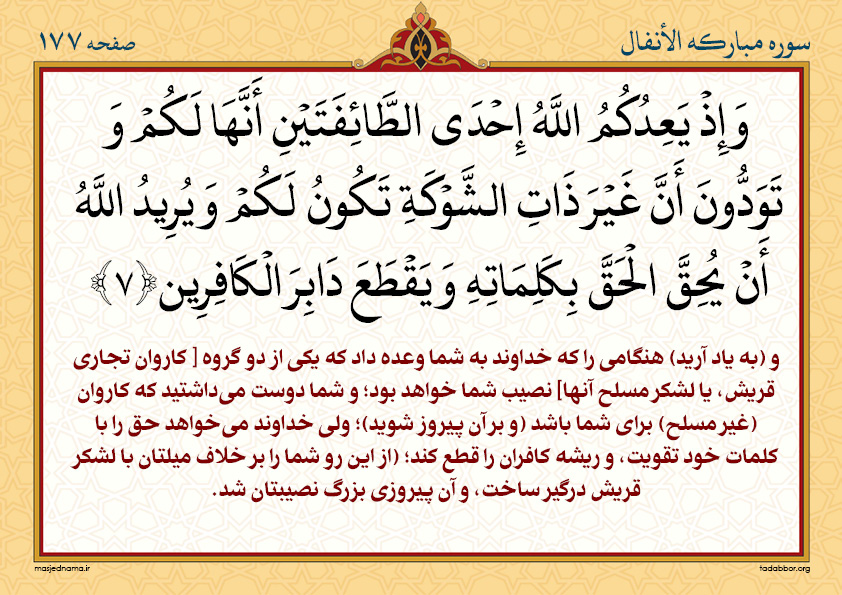 سوره مبارکه الأنفال
صفحه ۱۷۷
وَإِذْ يَعِدُكُمُ اللَّهُ إِحْدَى الطَّائِفَتَيْنِ أَنَّهَا لَكُمْ وَ
تَوَدُّونَ أَنَّ غَيْرَ ذَاتِ الشَّوْكَةِ تَكُونُ لَكُمْ وَيُرِيدُ اللَّهُ
أَنْ يُحِقَّ الْحَقَّ بِكَلِمَاتِهِ وَيَقْطَعَ دَابِرَ الْكَافِرِين ﴿۷﴾
و (به یاد آرید) هنگامی را که خداوند به شما وعده داد که یکی از دو گروه [ کاروان تجاری
قریش، یا لشکر مسلح آنها] نصیب شما خواهد بود؛ و شما دوست می‌داشتید که کاروان
(غیر مسلح) برای شما باشد (و بر آن پیروز شوید)؛ ولی خداوند می‌خواهد حق را با
کلمات خود تقویت، و ریشه کافران را قطع کند؛ (از این رو شما را بر خلاف میلتان با لشکر
قریش درگیر ساخت، و آن پیروزی بزرگ نصیبتان شد.
masjednama.ir
tadabbor.org